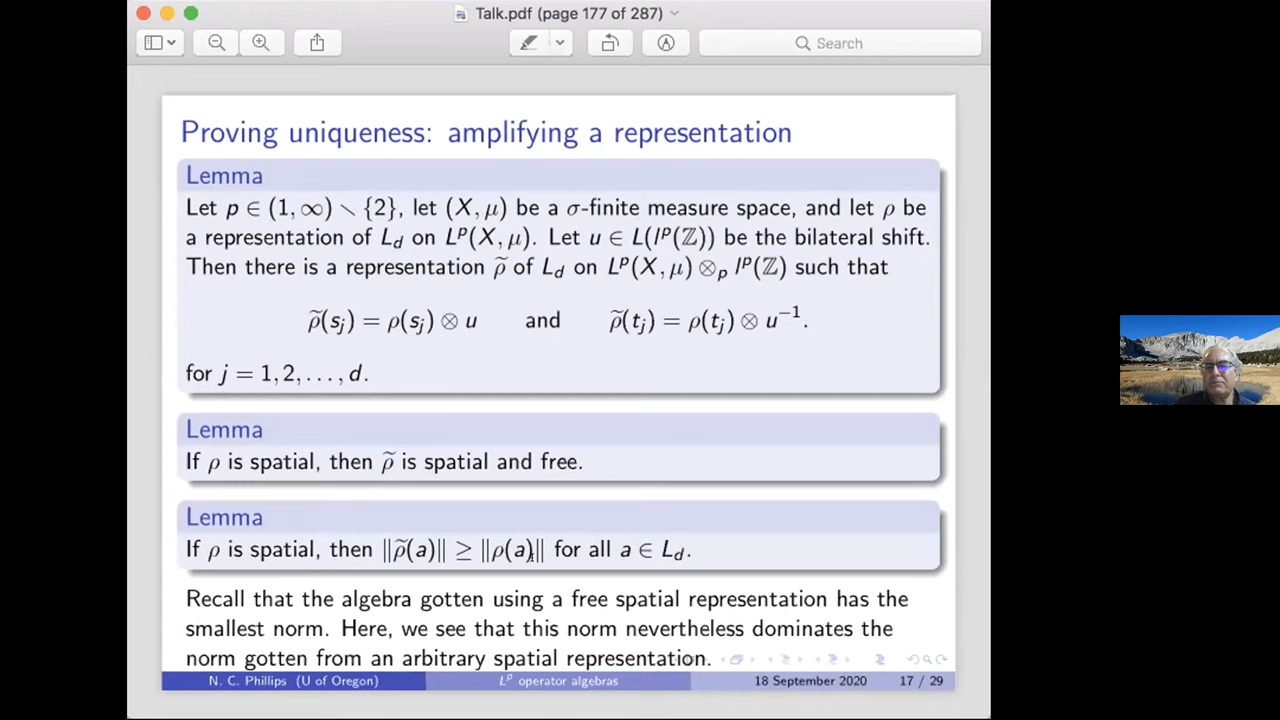 Talk.pdf (page 177 of 287)
Search
Proving uniqueness: amplifying a representation
Lemma
Let p ∈ (1, ∞) \ {2}, let (X, μ) be a σ-finite measure space, and let ρ be
a representation of L_d on L^p(X, μ). Let u ∈ L(l^p(ℤ)) be the bilateral shift.
Then there is a representation ρ̃ of L_d on L^p(X, μ) ⊗_p l^p(ℤ) such that
ρ̃(s_j) = ρ(s_j) ⊗ u and ρ̃(t_j) = ρ(t_j) ⊗ u^{-1}.
for j = 1, 2, . . . , d.
Lemma
If ρ is spatial, then ρ̃ is spatial and free.
Lemma
If ρ is spatial, then ‖ρ̃(a)‖ ≥ ‖ρ(a)‖ for all a ∈ L_d.
Recall that the algebra gotten using a free spatial representation has the
smallest norm. Here, we see that this norm nevertheless dominates the
norm gotten from an arbitrary spatial representation.
N. C. Phillips (U of Oregon) L^p operator algebras 18 September 2020 17 / 29